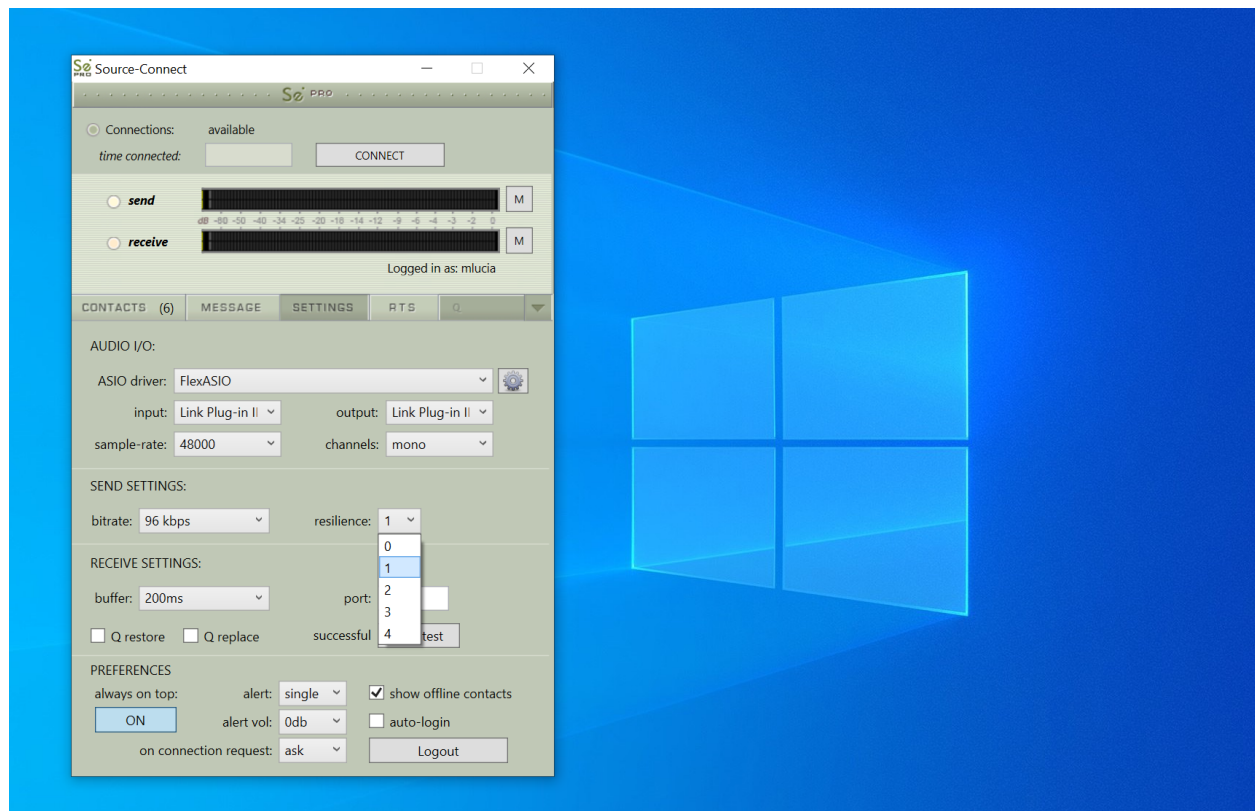 Sø PRO Source-Connect
Sø PRO
Connections: available
time connected: CONNECT
send M
dB -60 -50 -40 -34 -25 -20 -18 -14 -12 -9 -6 -4 -3 -2 0
receive M
Logged in as: mlucia
CONTACTS (6) MESSAGE SETTINGS RTS Q
AUDIO I/O:
ASIO driver: FlexASIO
input: Link Plug-in output: Link Plug-in
sample-rate: 48000 channels: mono
SEND SETTINGS:
bitrate: 96 kbps resilience: 1
0
RECEIVE SETTINGS:
1
buffer: 200ms port: 2
3
Q restore Q replace successful 4 test
PREFERENCES
always on top: alert: single show offline contacts
ON alert vol: 0db auto-login
on connection request: ask Logout